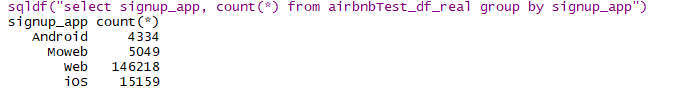 sqldf("select signup_app, count(*) from airbnbTest_df_real group by signup_app")
signup_app count(*)
Android 4334
Moweb 5049
Web 146218
iOS 15159